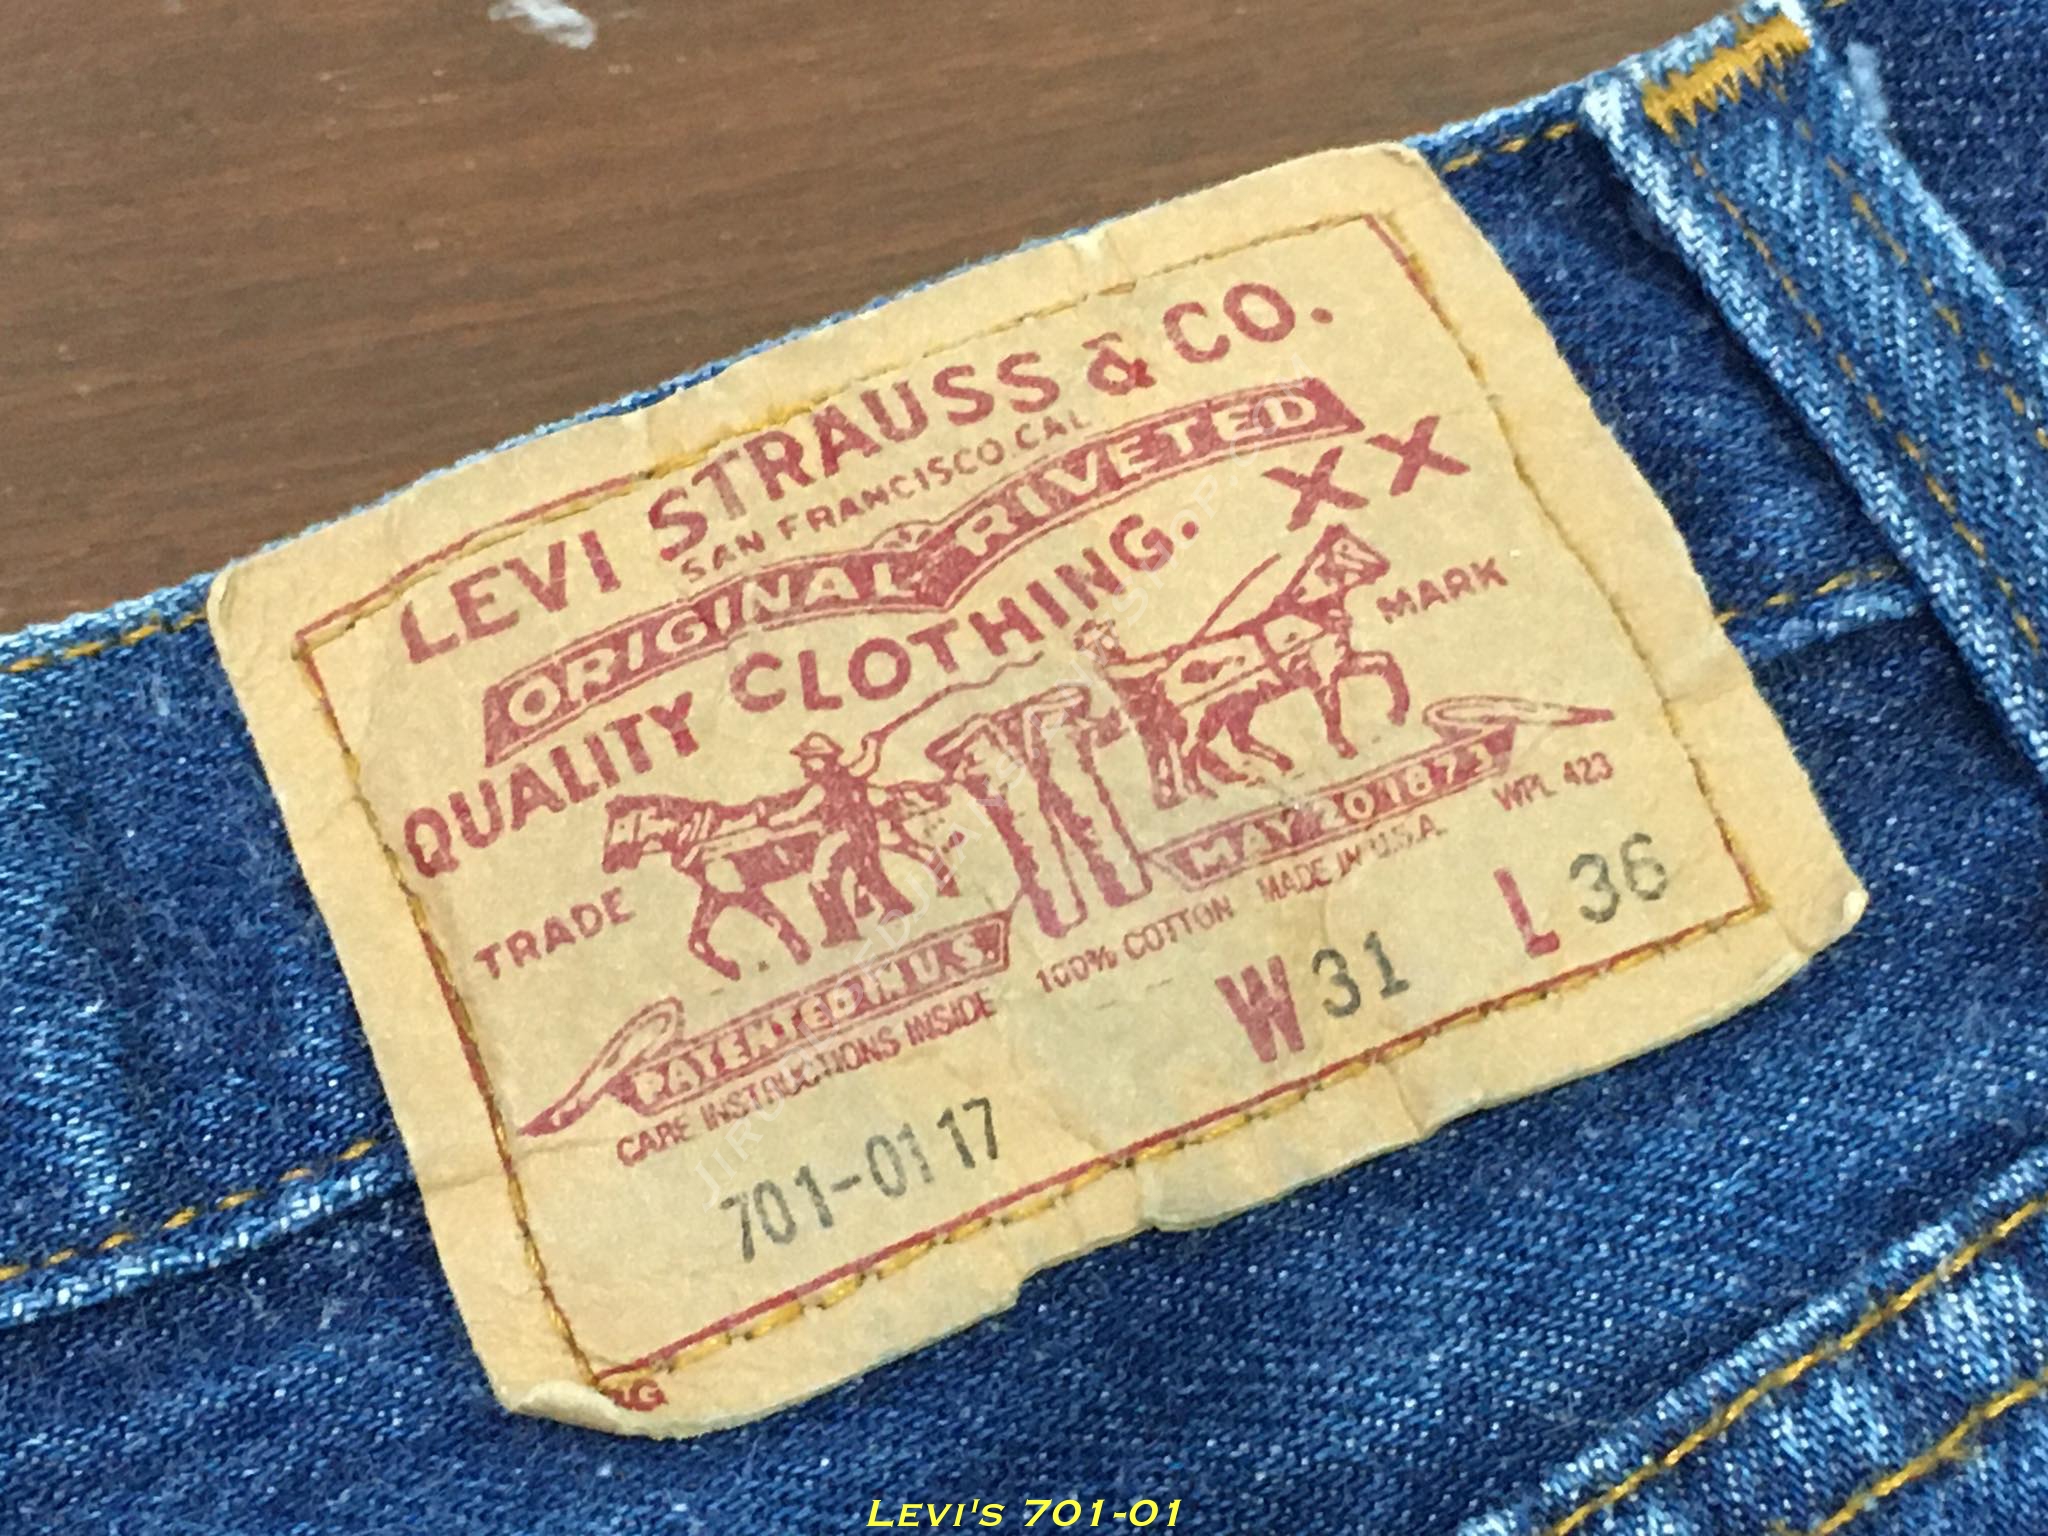 LEVI STRAUSS & CO.
SAN FRANCISCO. CAL
ORIGINAL RIVETED
QUALITY CLOTHING. XX
TRADE MARK
PATENTED IN U.S. MAY 20 1873
CARE INSTRUCTIONS INSIDE 100% COTTON MADE IN U.S.A. WPL 423
701-0117 W 31 L 36
LEVI'S 701-01